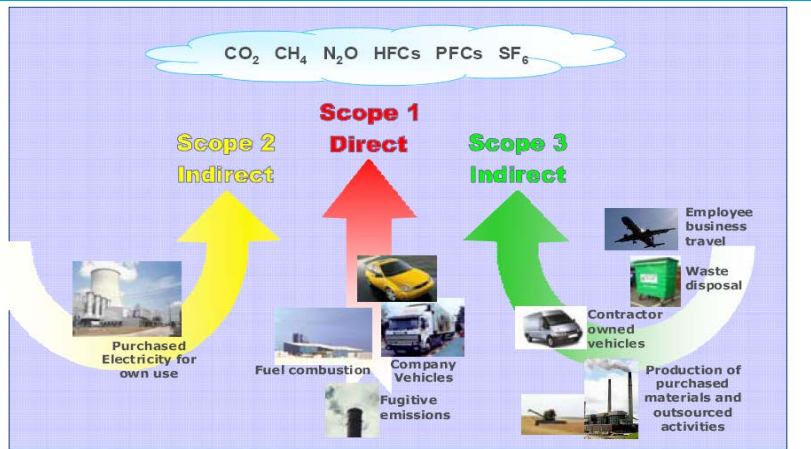 CO₂ CH₄ N₂O HFCs PFCs SF₆
Scope 1
Direct
Scope 2
Indirect
Scope 3
Indirect
Purchased
Electricity for
own use
Fuel combustion
Company
Vehicles
Fugitive
emissions
Employee
business
travel
Waste
disposal
Contractor
owned
vehicles
Production of
purchased
materials and
outsourced
activities